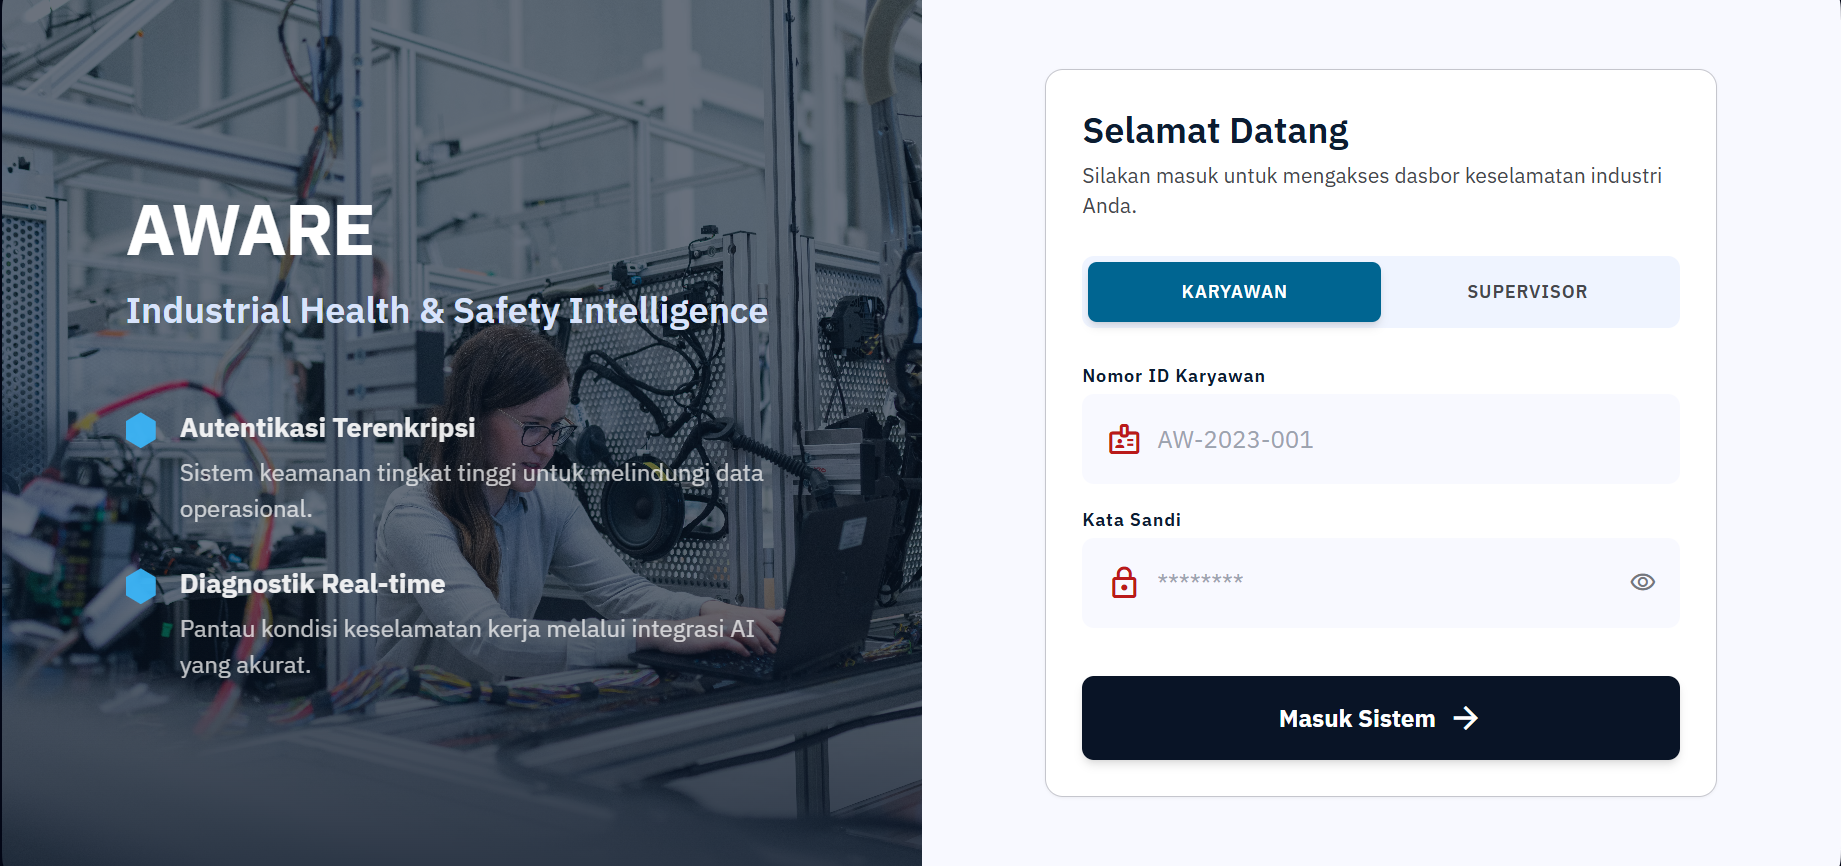 AWARE
Industrial Health & Safety Intelligence
Autentikasi Terenkripsi
Sistem keamanan tingkat tinggi untuk melindungi data
operasional.
Diagnostik Real-time
Pantau kondisi keselamatan kerja melalui integrasi AI
yang akurat.
Selamat Datang
Silakan masuk untuk mengakses dasbor keselamatan industri
Anda.
KARYAWAN
SUPERVISOR
Nomor ID Karyawan
AW-2023-001
Kata Sandi
********
Masuk Sistem